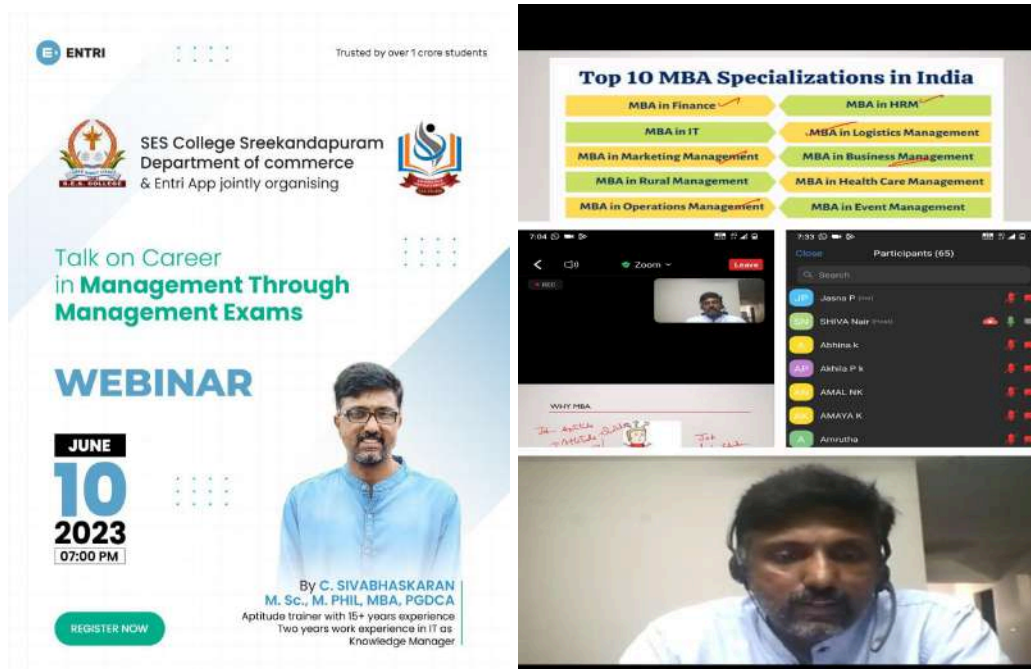 ENTRI
Trusted by over 1 crore students
SES College Sreekandapuram
Department of commerce
& Entri App jointly organising
S.E.S. COLLEGE
Talk on Career
in Management Through
Management Exams
WEBINAR
JUNE
10
2023
07:00 PM
By C. SIVABHASKARAN
M. Sc., M. PHIL, MBA, PGDCA
Aptitude trainer with 15+ years experience
Two years work experience in IT as
Knowledge Manager
REGISTER NOW
Top 10 MBA Specializations in India
MBA in Finance
MBA in HRM
MBA in IT
MBA in Logistics Management
MBA in Marketing Management
MBA in Business Management
MBA in Rural Management
MBA in Health Care Management
MBA in Operations Management
MBA in Event Management
7:04
Zoom
Leave
REC
WHY MBA
Job
7:33
Close
Participants (65)
Search
JP
Jasna P
SN
SHIVA Nair
A
Abhina k
AP
Akhila P k
AMAL NK
AMAYA K
A
Amrutha